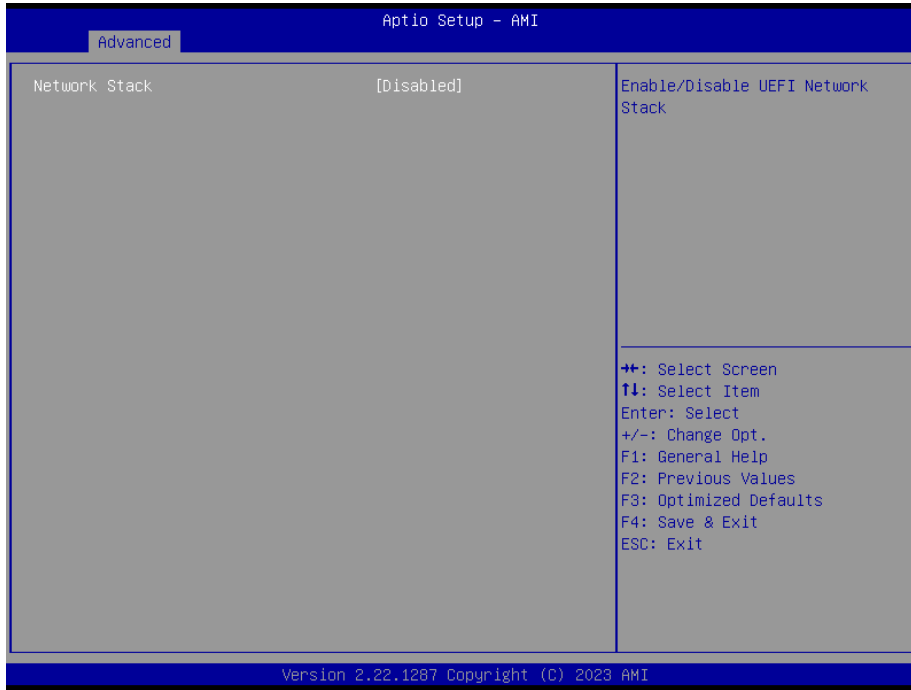 Aptio Setup – AMI
Advanced
Network Stack [Disabled]
Enable/Disable UEFI Network
Stack
→←: Select Screen
↑↓: Select Item
Enter: Select
+/-: Change Opt.
F1: General Help
F2: Previous Values
F3: Optimized Defaults
F4: Save & Exit
ESC: Exit
Version 2.22.1287 Copyright (C) 2023 AMI